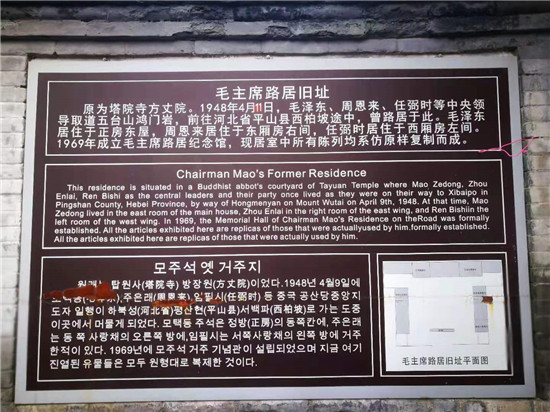 毛主席路居旧址
原为塔院寺方丈院。1948年4月11日，毛泽东、周恩来、任弼时等中央领
导取道五台山鸿门岩，前往河北省平山县西柏坡途中，曾路居于此。毛泽东
居住于正房东屋，周恩来居住于东厢房右间，任弼时居住于西厢房左间。
1969年成立毛主席路居纪念馆，现居室中所有陈列均系仿原样复制而成。
Chairman Mao's Former Residence
This residence is situated in a Buddhist abbot's courtyard of Tayuan Temple where Mao Zedong, Zhou
Enlai, Ren Bishi as the central leaders and their party once lived as they were on their way to Xibaipo in
Pingshan County, Hebei Province, by way of Hongmenyan on Mount Wutai on April 9th, 1948. At that time, Mao
Zedong lived in the east room of the main house, Zhou Enlai in the right room of the east wing, and Ren Bishiin the
left room of the west wing. In 1969, the Memorial Hall of Chairman Mao's Residence on theRoad was formally
established. All the articles exhibited here are replicas of those that were actuallyused by him.formally established.
All the articles exhibited here are replicas of those that were actually used by him.
모주석 옛 거주지
탑원사(塔院寺) 방장원(方丈院)이었다.1948년 4월9일에
주은래(周恩来),임필시(任弼时) 등 중국 공산당중앙지
도자 일행이 하북성(河北省)평산현(平山县)서백파(西柏坡)로 가는 도중
이곳에서 머물게 되였다. 모택동 주석은 정방(正房)의 동쪽칸에, 주은래
는 동 쪽 사랑채의 오른쪽 방에,임필시는 서쪽사랑채의 왼쪽 방에 거주
한적이 있다. 1969년에 모주석 거주 기념관이 설립되었으며 지금 여기
진열된 유물들은 모두 원형대로 복제한 것이다.
毛主席路居旧址平面图